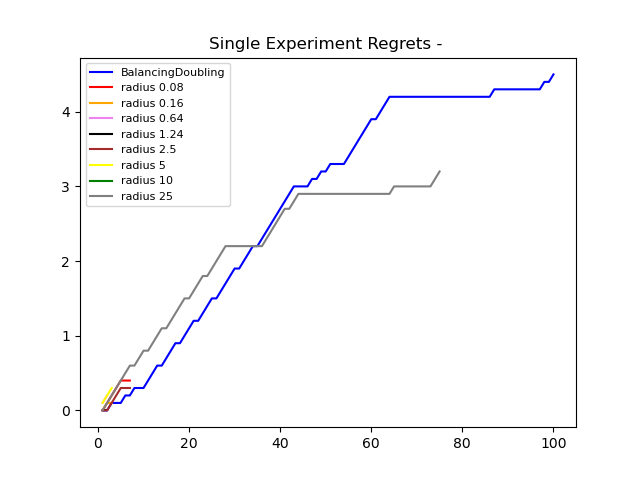 Single Experiment Regrets -
BalancingDoubling
radius 0.08
radius 0.16
radius 0.64
radius 1.24
radius 2.5
radius 5
radius 10
radius 25
4
3
2
1
0
0 20 40 60 80 100